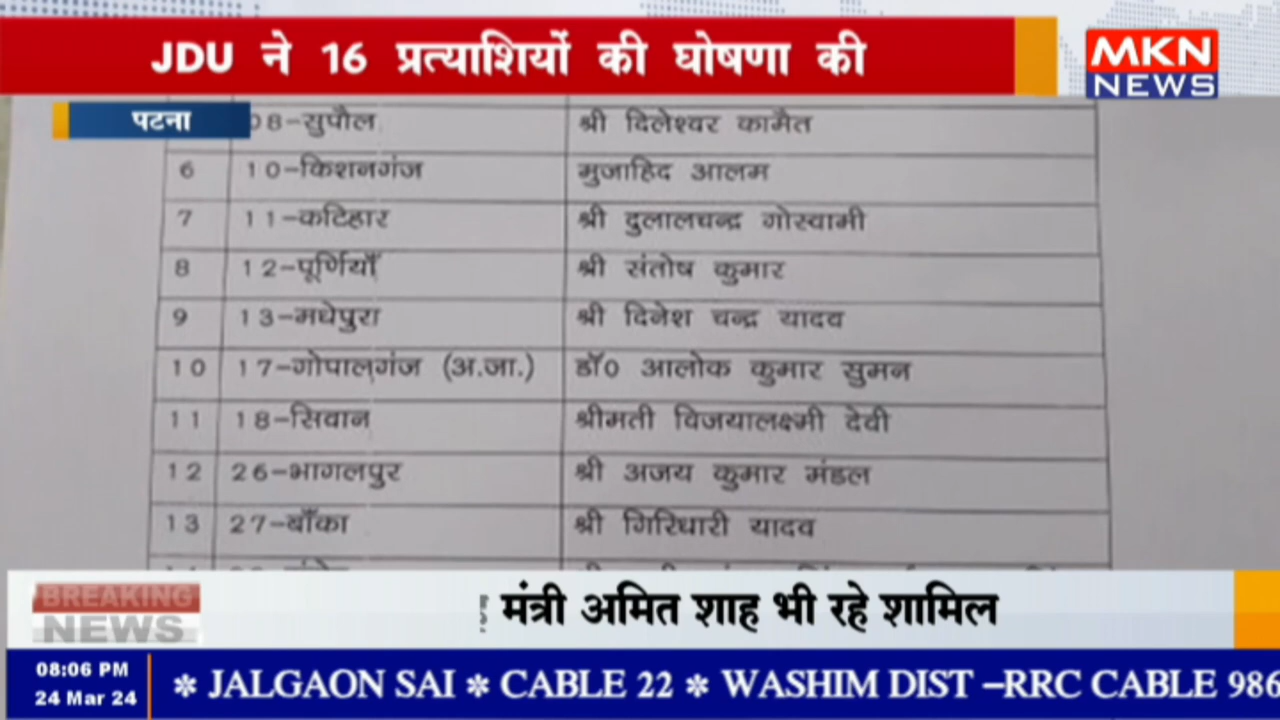 JDU ने 16 प्रत्याशियों की घोषणा की
MKN
NEWS
पटना
08-सुपौल श्री दिलेश्वर कामैत
6 10-किशनगंज मुजाहिद आलम
7 11-कटिहार श्री दुलालचन्द्र गोस्वामी
8 12-पूर्णियाँ श्री संतोष कुमार
9 13-मधेपुरा श्री दिनेश चन्द्र यादव
10 17-गोपालगंज (अ.जा.) डॉ0 आलोक कुमार सुमन
11 18-सिवान श्रीमती विजयालक्ष्मी देवी
12 26-भागलपुर श्री अजय कुमार मंडल
13 27-बाँका श्री गिरिधारी यादव
BREAKING
NEWS
मंत्री अमित शाह भी रहे शामिल
08:06 PM
24 Mar 24
* JALGAON SAI * CABLE 22 * WASHIM DIST –RRC CABLE 986